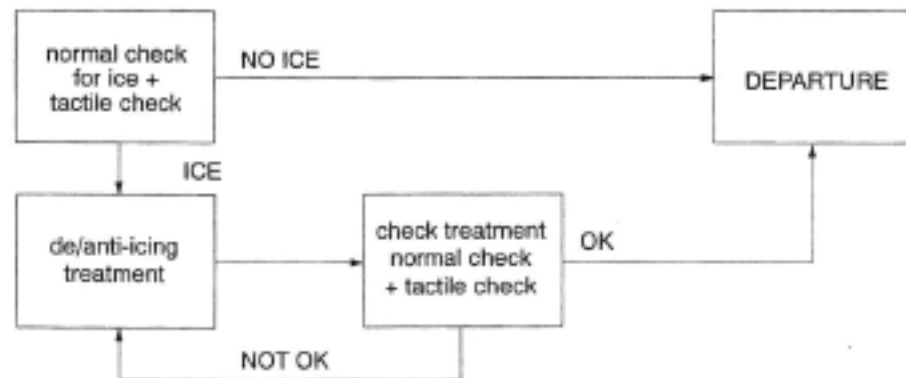 normal check
for ice +
tactile check
NO ICE
DEPARTURE
ICE
de/anti-icing
treatment
check treatment
normal check
+ tactile check
OK
NOT OK